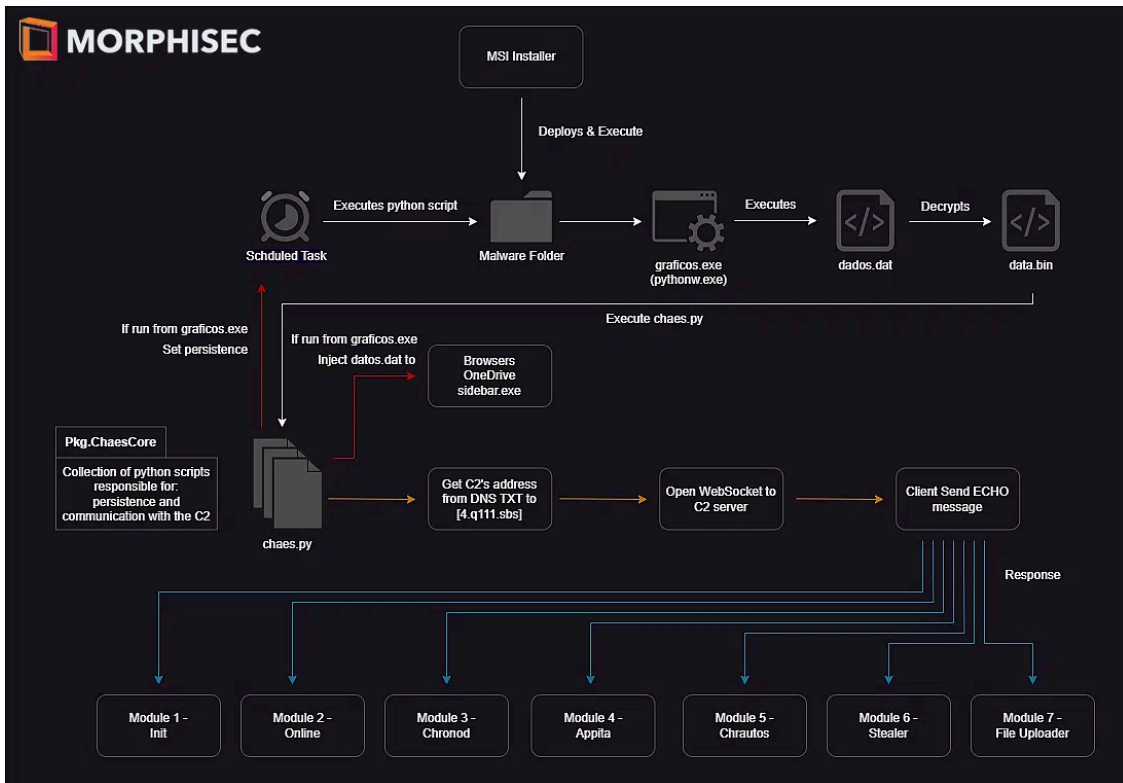 MORPHISEC
MSI Installer
Deploys & Execute
Executes python script
Executes
Decrypts
Schduled Task
Malware Folder
graficos.exe
(pythonw.exe)
dados.dat
data.bin
Execute chaes.py
If run from graficos.exe
Set persistence
If run from graficos.exe
Inject datos.dat to
Browsers
OneDrive
sidebar.exe
Pkg.ChaesCore
Collection of python scripts
responsible for:
persistence and
communication with the C2
chaes.py
Get C2's address
from DNS TXT to
[4.q111.sbs]
Open WebSocket to
C2 server
Client Send ECHO
message
Response
Module 1 -
Init
Module 2 -
Online
Module 3 -
Chronod
Module 4 -
Appita
Module 5 -
Chrautos
Module 6 -
Stealer
Module 7 -
File Uploader